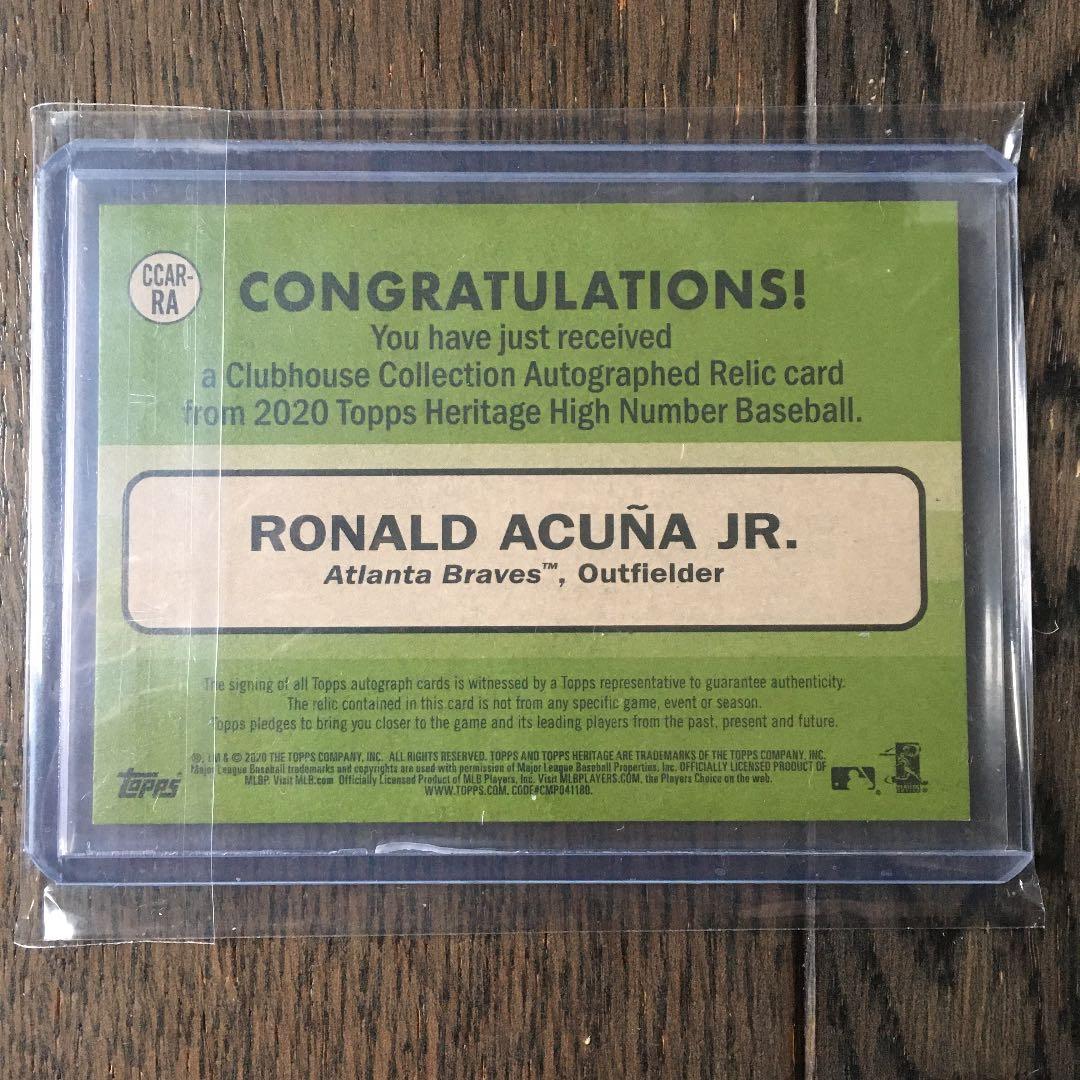 CCAR-
RA
CONGRATULATIONS!
You have just received
a Clubhouse Collection Autographed Relic card
from 2020 Topps Heritage High Number Baseball.
RONALD ACUÑA JR.
Atlanta Braves™, Outfielder
The signing of all Topps autograph cards is witnessed by a Topps representative to guarantee authenticity.
The relic contained in this card is not from any specific game, event or season.
Topps pledges to bring you closer to the game and its leading players from the past, present and future.
®, TM & © 2020 THE TOPPS COMPANY, INC. ALL RIGHTS RESERVED. TOPPS AND TOPPS HERITAGE ARE TRADEMARKS OF THE TOPPS COMPANY, INC.
Major League Baseball trademarks and copyrights are used with permission of Major League Baseball Properties, Inc. OFFICIALLY LICENSED PRODUCT OF
MLBP. Visit MLB.com Officially Licensed Product of MLB Players, Inc. Visit MLBPLAYERS.COM, the Players Choice on the web.
WWW.TOPPS.COM. CODE#CMP041180.
Topps